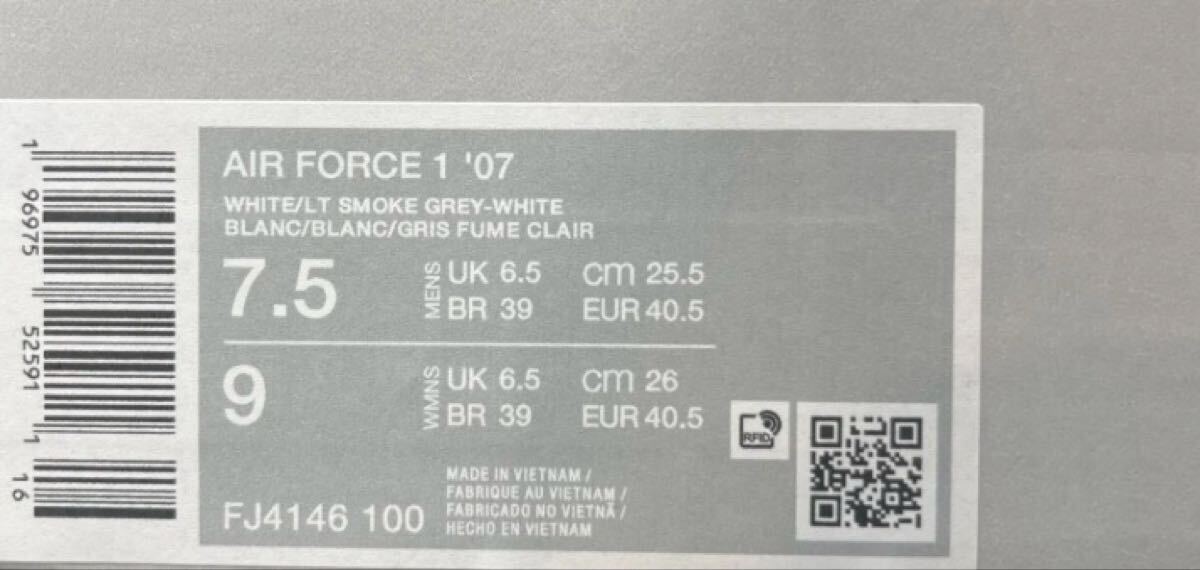 AIR FORCE 1 '07
WHITE/LT SMOKE GREY-WHITE
BLANC/BLANC/GRIS FUME CLAIR
7.5
MENS
UK 6.5 cm 25.5
BR 39 EUR 40.5
9
WMNS
UK 6.5 cm 26
BR 39 EUR 40.5
RFID
FJ4146 100
MADE IN VIETNAM /
FABRIQUE AU VIETNAM /
FABRICADO NO VIETNÃ /
HECHO EN VIETNAM
1 96975 52591 1 16